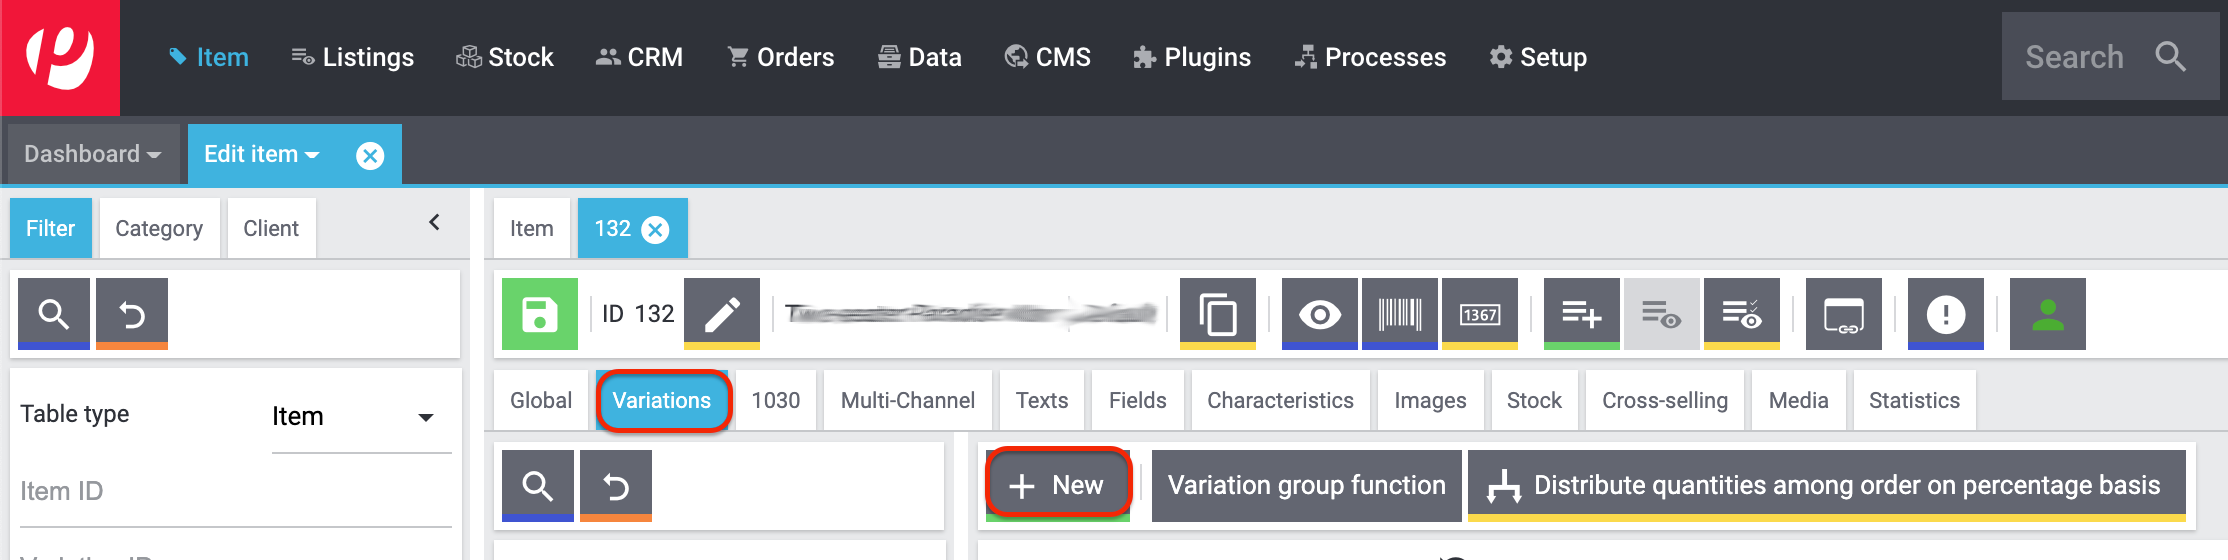 Item Listings Stock CRM Orders Data CMS Plugins Processes Setup Search
Dashboard Edit item
Filter Category Client Item 132
ID 132 1367
Global Variations 1030 Multi-Channel Texts Fields Characteristics Images Stock Cross-selling Media Statistics
Table type Item
New Variation group function Distribute quantities among order on percentage basis
Item ID